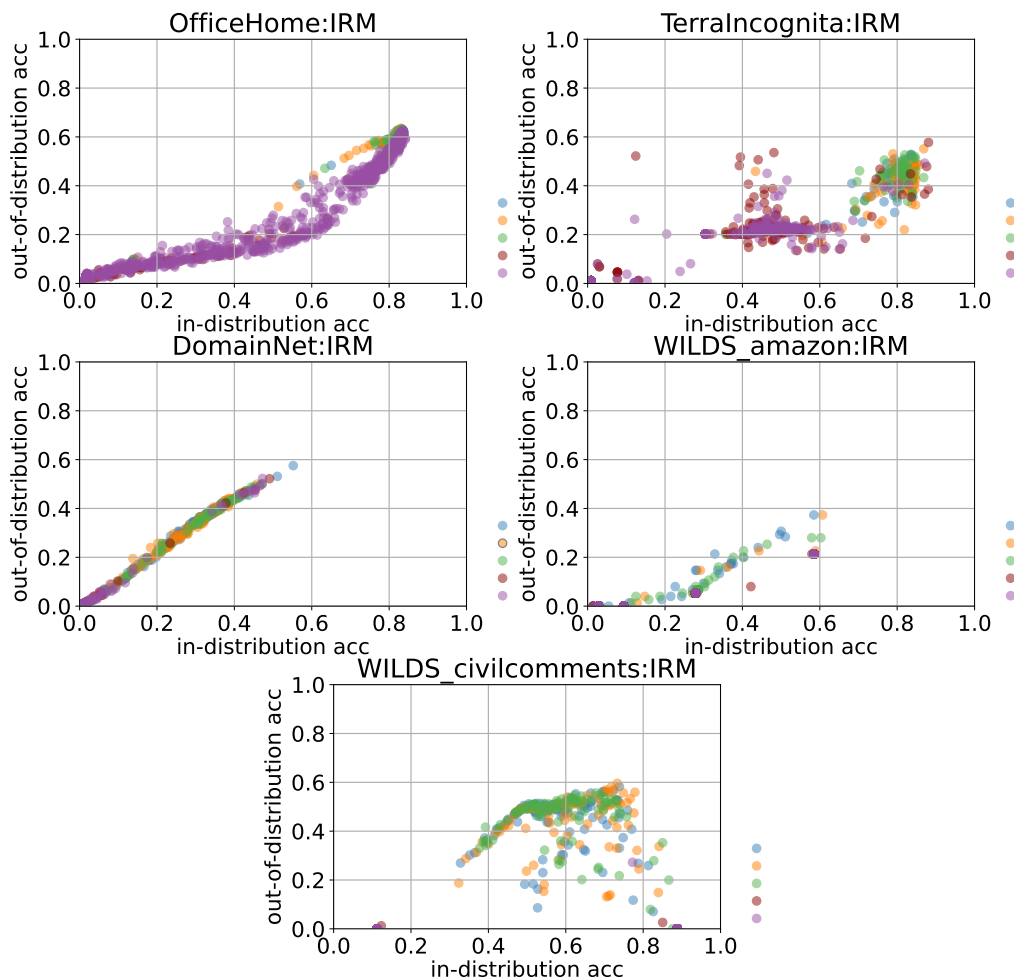 OfficeHome:IRM
1.0
0.8
0.6
0.4
0.2
0.0
out-of-distribution acc
0.0 0.2 0.4 0.6 0.8 1.0
in-distribution acc
TerraIncognita:IRM
1.0
0.8
0.6
0.4
0.2
0.0
out-of-distribution acc
0.0 0.2 0.4 0.6 0.8 1.0
in-distribution acc
DomainNet:IRM
1.0
0.8
0.6
0.4
0.2
0.0
out-of-distribution acc
0.0 0.2 0.4 0.6 0.8 1.0
in-distribution acc
WILDS_amazon:IRM
1.0
0.8
0.6
0.4
0.2
0.0
out-of-distribution acc
0.0 0.2 0.4 0.6 0.8 1.0
in-distribution acc
WILDS_civilcomments:IRM
1.0
0.8
0.6
0.4
0.2
0.0
out-of-distribution acc
0.0 0.2 0.4 0.6 0.8 1.0
in-distribution acc